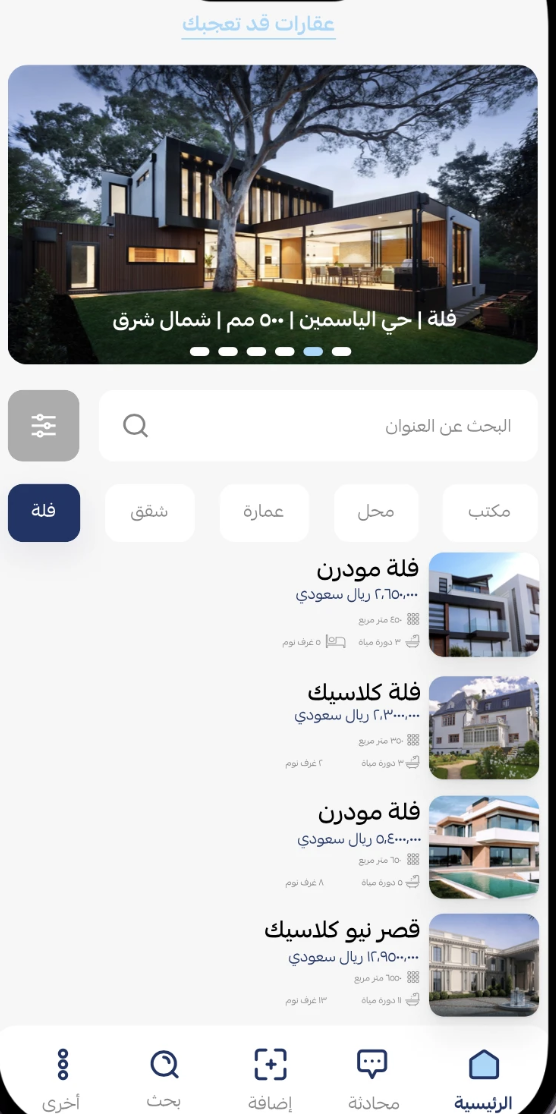 عقارات قد تعجبك
فلة | حي الياسمين | ٥٠٠ مم | شمال شرق
البحث عن العنوان
مكتب
محل
عمارة
شقق
فلة
فلة مودرن
٢،٦٥٠،٠٠٠ ريال سعودي
٤٥٠ متر مربع
٣ دورة مياة
٥ غرف نوم
فلة كلاسيك
٢،٣٠٠،٠٠٠ ريال سعودي
٣٥٠ متر مربع
٣ دورة مياة
٢ غرف نوم
فلة مودرن
٥،٤٠٠،٠٠٠ ريال سعودي
٦٥٠ متر مربع
٥ دورة مياة
٨ غرف نوم
قصر نيو كلاسيك
١٢،٩٥٠،٠٠٠ ريال سعودي
متر مربع
١١ دورة مياة
١٣ غرف نوم
الرئيسية
محادثة
إضافة
بحث
أخرى